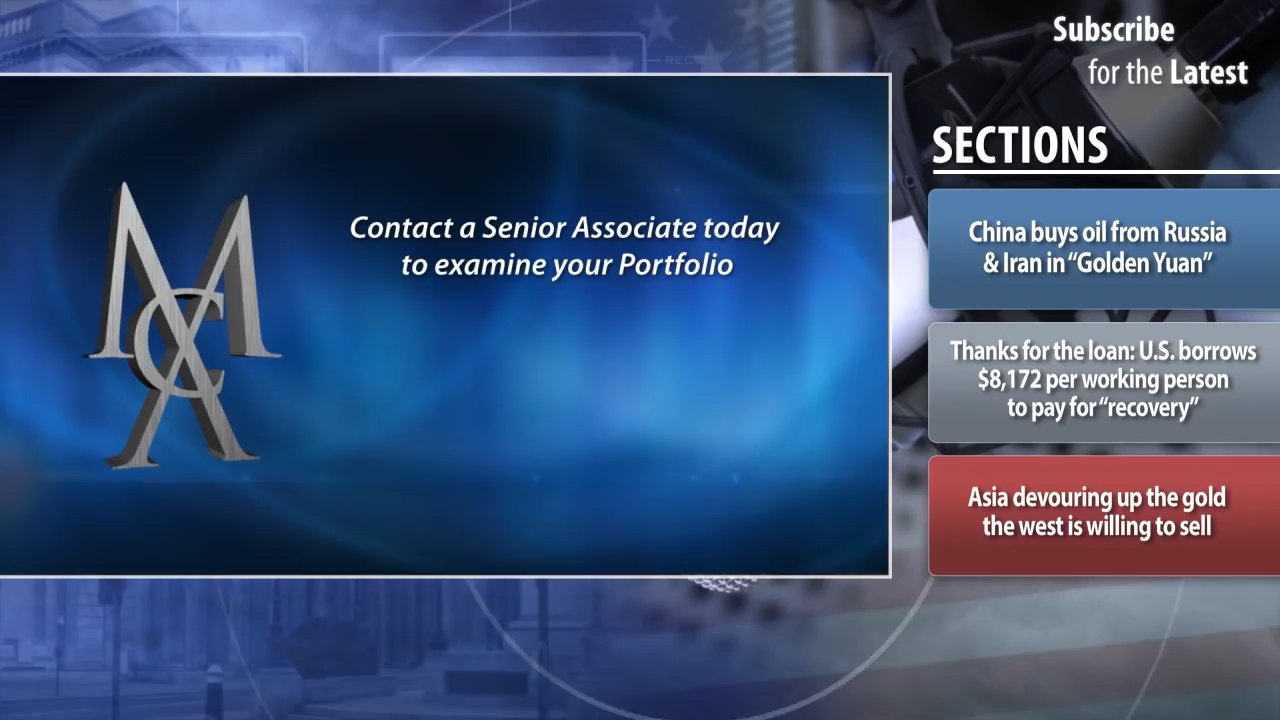 Subscribe
for the Latest
SECTIONS
Contact a Senior Associate today
to examine your Portfolio
MCX
China buys oil from Russia
& Iran in “Golden Yuan”
Thanks for the loan: U.S. borrows
$8,172 per working person
to pay for “recovery”
Asia devouring up the gold
the west is willing to sell